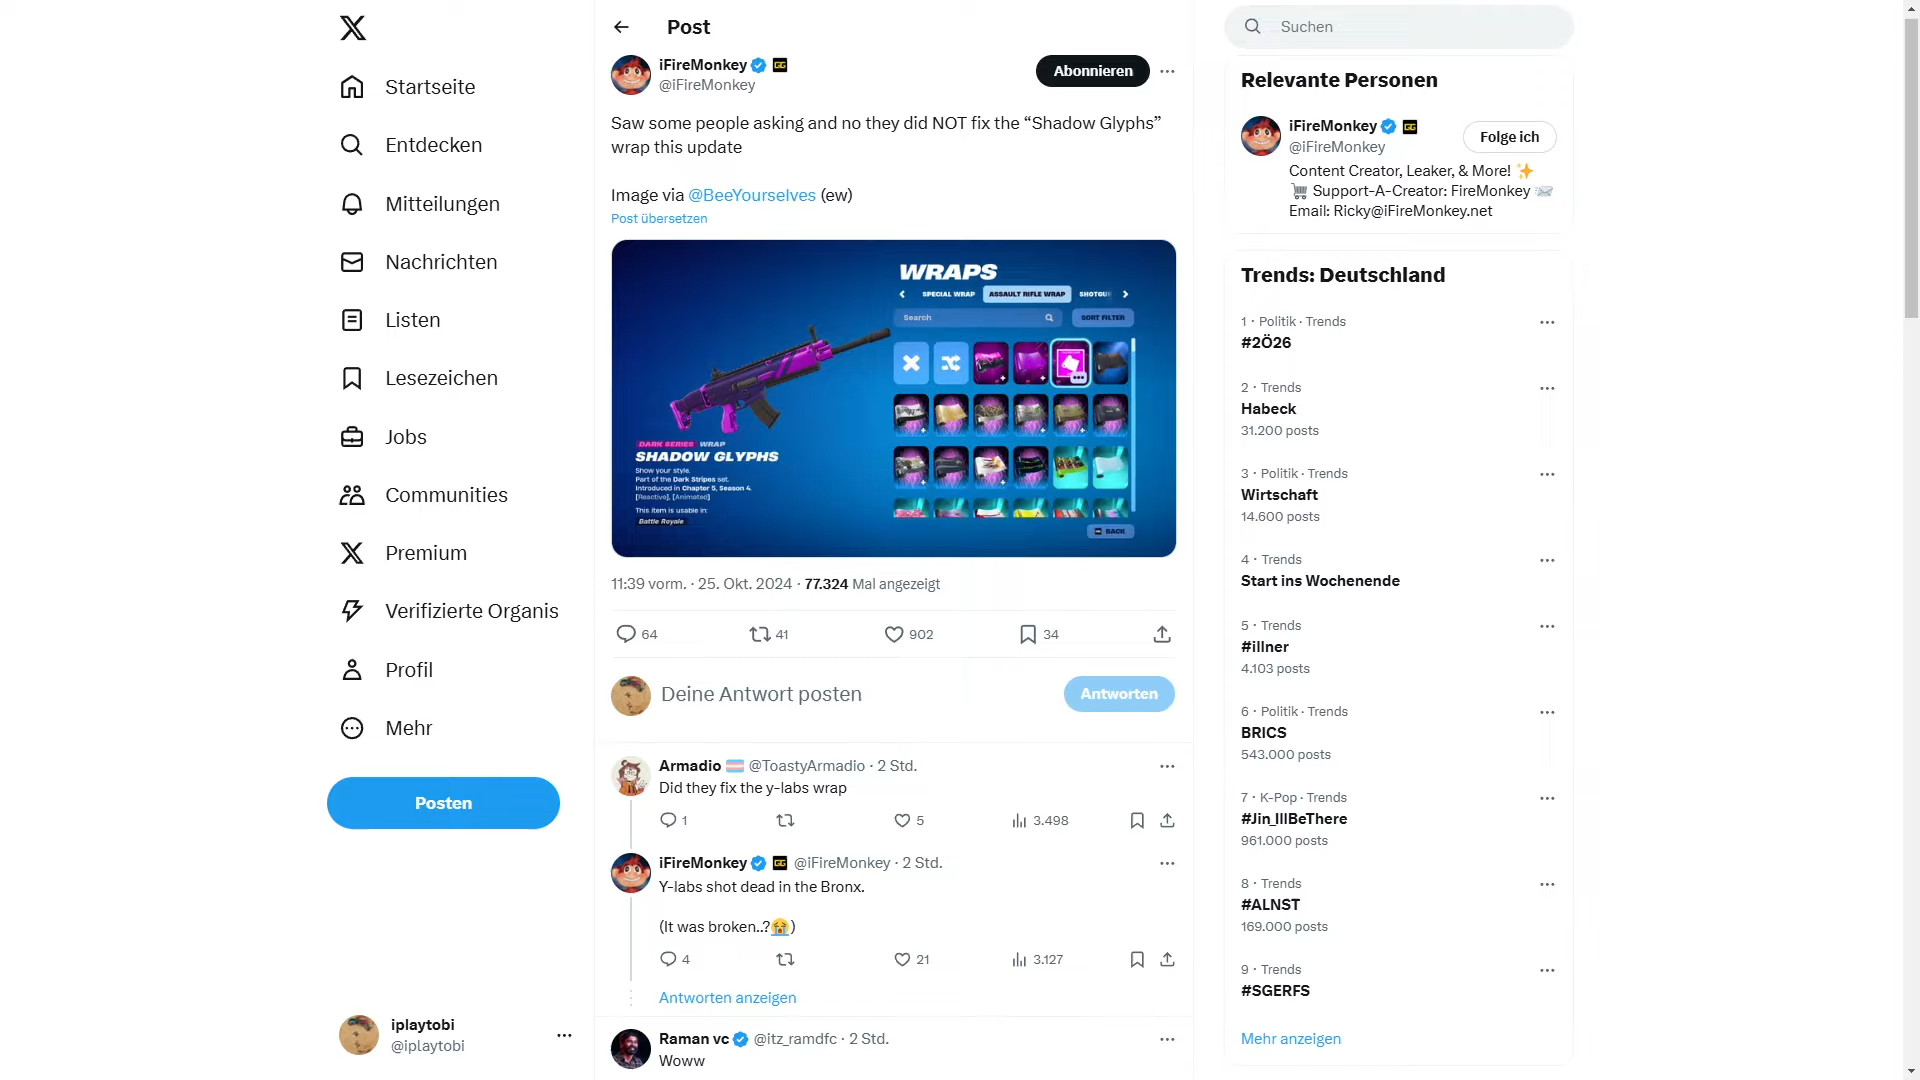 Startseite
Entdecken
Mitteilungen
Nachrichten
Listen
Lesezeichen
Jobs
Communities
Premium
Verifizierte Organis
Profil
Mehr
Posten
iplaytobi
@iplaytobi
Post
iFireMonkey
@iFireMonkey
Abonnieren
Saw some people asking and no they did NOT fix the “Shadow Glyphs”
wrap this update
Image via @BeeYourselves (ew)
Post übersetzen
WRAPS
SPECIAL WRAP ASSAULT RIFLE WRAP SHOTGU
Search
SORT FILTER
DARK SERIES WRAP
SHADOW GLYPHS
Show your style.
Part of the Dark Stripes set.
Introduced in Chapter 5, Season 4.
[Reactive], [Animated]
This item is usable in:
Battle Royale
BACK
11:39 vorm. · 25. Okt. 2024 · 77.324 Mal angezeigt
64 41 902 34
Deine Antwort posten
Antworten
Armadio @ToastyArmadio · 2 Std.
Did they fix the y-labs wrap
1 5 3.498
iFireMonkey @iFireMonkey · 2 Std.
Y-labs shot dead in the Bronx.
(It was broken..?😭)
4 21 3.127
Antworten anzeigen
Raman vc @itz_ramdfc · 2 Std.
Woww
Suchen
Relevante Personen
iFireMonkey
@iFireMonkey
Folge ich
Content Creator, Leaker, & More! ✨
🛒 Support-A-Creator: FireMonkey 📨
Email: Ricky@iFireMonkey.net
Trends: Deutschland
1 · Politik · Trends
#2Ö26
2 · Trends
Habeck
31.200 posts
3 · Politik · Trends
Wirtschaft
14.600 posts
4 · Trends
Start ins Wochenende
5 · Trends
#illner
4.103 posts
6 · Politik · Trends
BRICS
543.000 posts
7 · K-Pop · Trends
#Jin_IllBeThere
961.000 posts
8 · Trends
#ALNST
169.000 posts
9 · Trends
#SGERFS
Mehr anzeigen